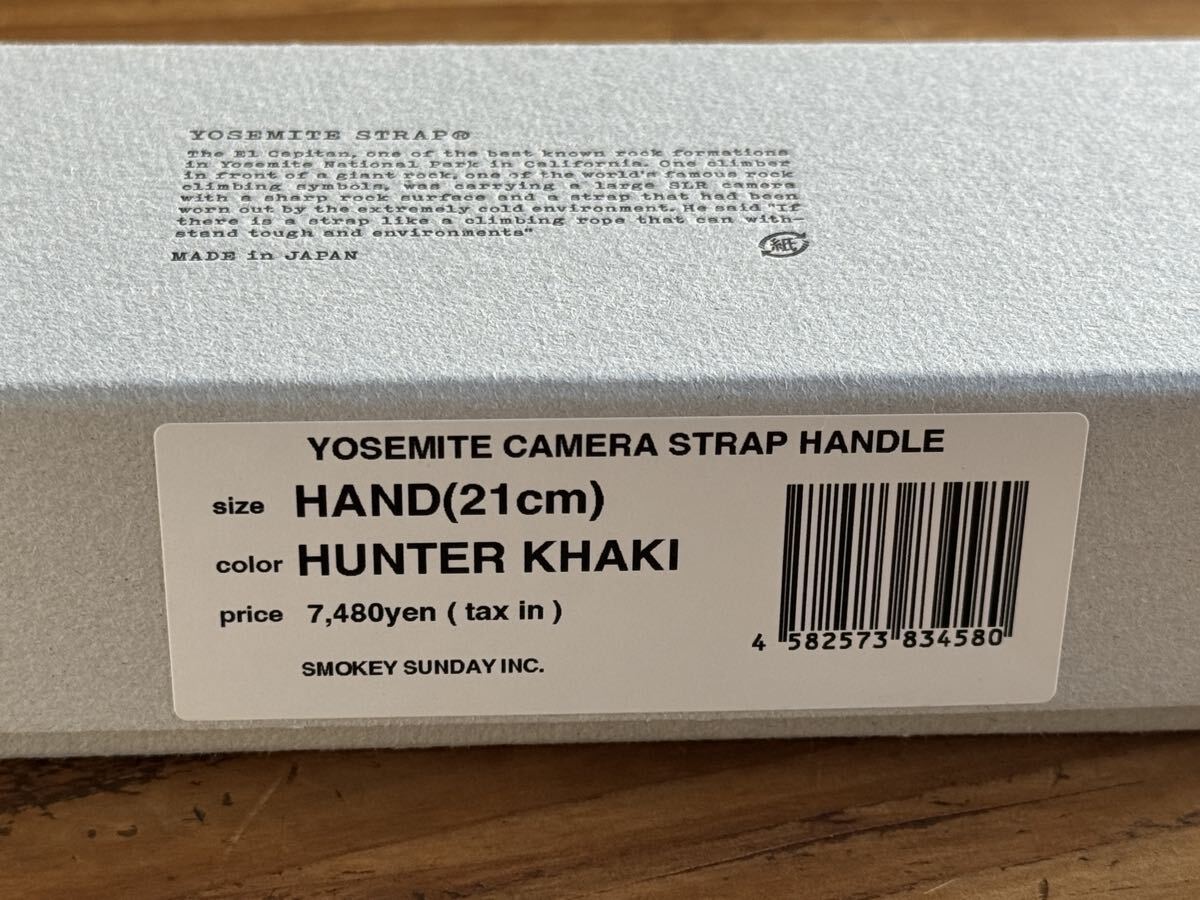 YOSEMITE STRAP®
The El Capitan, one of the best known rock formations
in Yosemite National Park in California. One climber
in front of a giant rock, one of the world's famous rock
climbing symbols, was carrying a large SLR camera
with a sharp rock surface and a strap that had been
worn out by the extremely cold environment. He said "If
there is a strap like a climbing rope that can with-
stand tough and environments"
MADE in JAPAN
紙
YOSEMITE CAMERA STRAP HANDLE
size HAND(21cm)
color HUNTER KHAKI
price 7,480yen ( tax in )
SMOKEY SUNDAY INC.
4 582573 834580